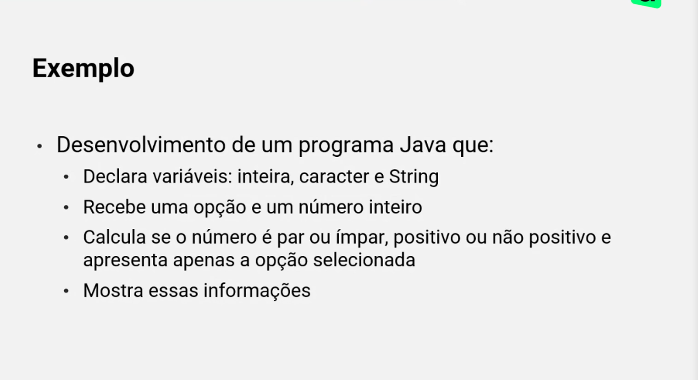 Exemplo
• Desenvolvimento de um programa Java que:
• Declara variáveis: inteira, caracter e String
• Recebe uma opção e um número inteiro
• Calcula se o número é par ou ímpar, positivo ou não positivo e
apresenta apenas a opção selecionada
• Mostra essas informações